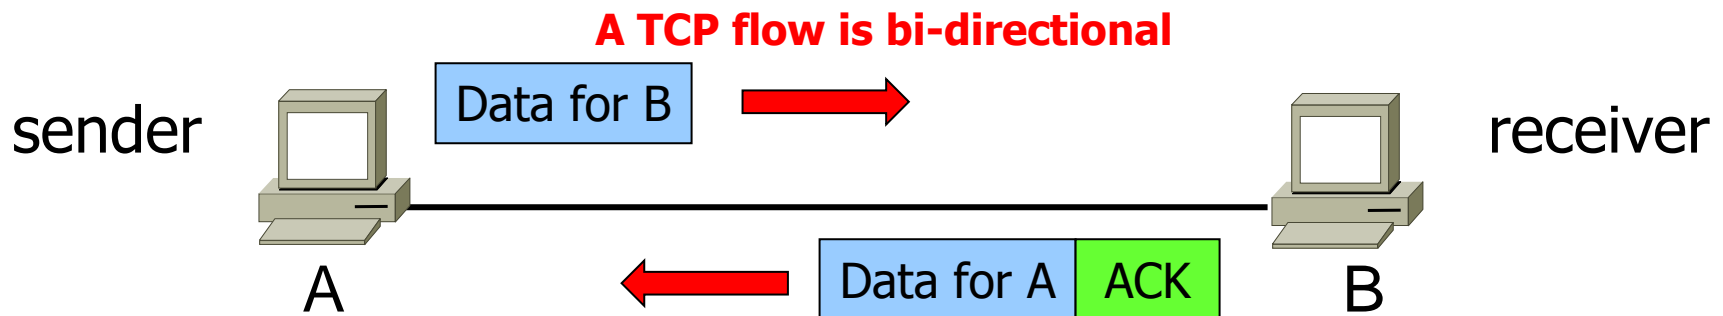 A TCP flow is bi-directional
Data for B
sender
receiver
Data for A ACK
A
B